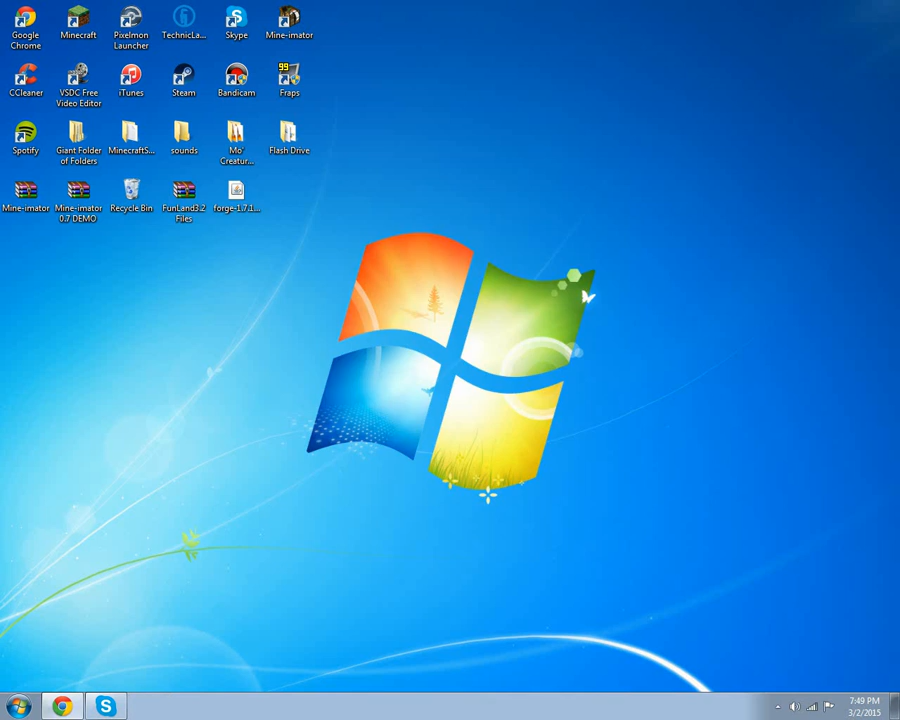 Google Chrome
Minecraft
Pixelmon Launcher
TechnicLa...
Skype
Mine-imator
CCleaner
VSDC Free Video Editor
iTunes
Steam
Bandicam
99
Fraps
Spotify
Giant Folder of Folders
MinecraftS...
sounds
Mo' Creatur...
Flash Drive
Mine-imator
Mine-imator 0.7 DEMO
Recycle Bin
FunLand3.2 Files
forge-1.7.1...
7:49 PM
3/2/2015